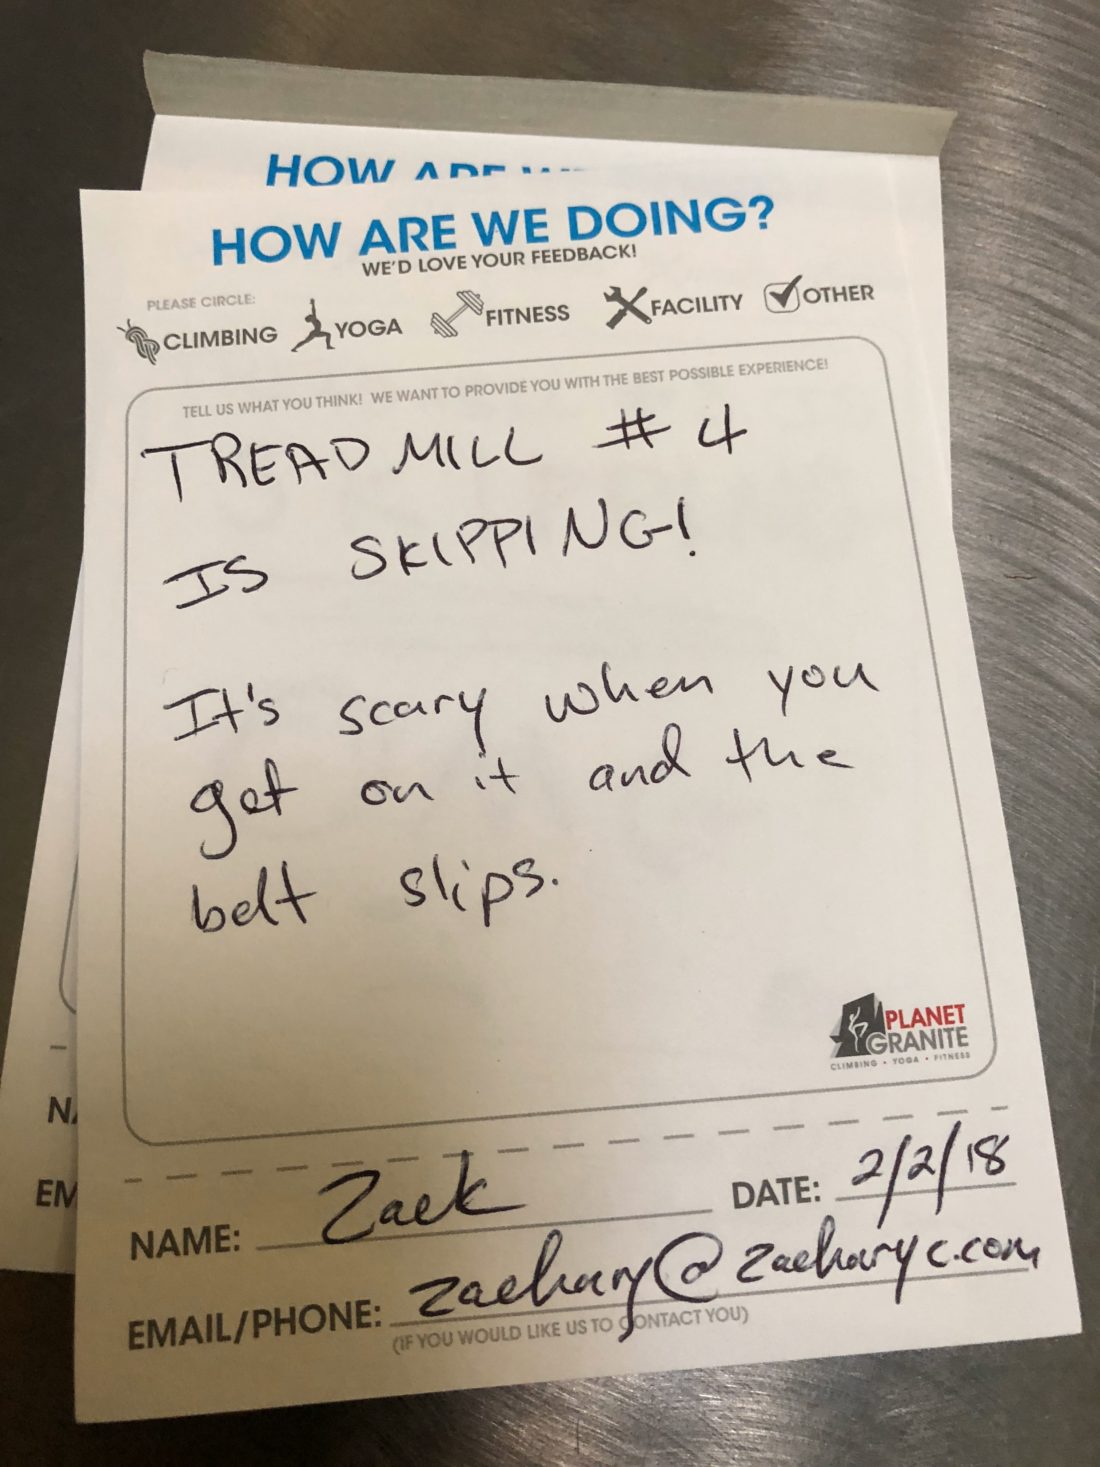 HOW ARE
HOW ARE WE DOING?
WE'D LOVE YOUR FEEDBACK!
PLEASE CIRCLE:
CLIMBING YOGA FITNESS FACILITY OTHER
TELL US WHAT YOU THINK! WE WANT TO PROVIDE YOU WITH THE BEST POSSIBLE EXPERIENCE!
TREADMILL #4
IS SKIPPING!
It's scary when you
get on it and the
belt slips.
PLANET
GRANITE
CLIMBING • YOGA • FITNESS
NAME: Zack DATE: 2/2/18
EMAIL/PHONE: zachary@zacharyc.com
(IF YOU WOULD LIKE US TO CONTACT YOU)